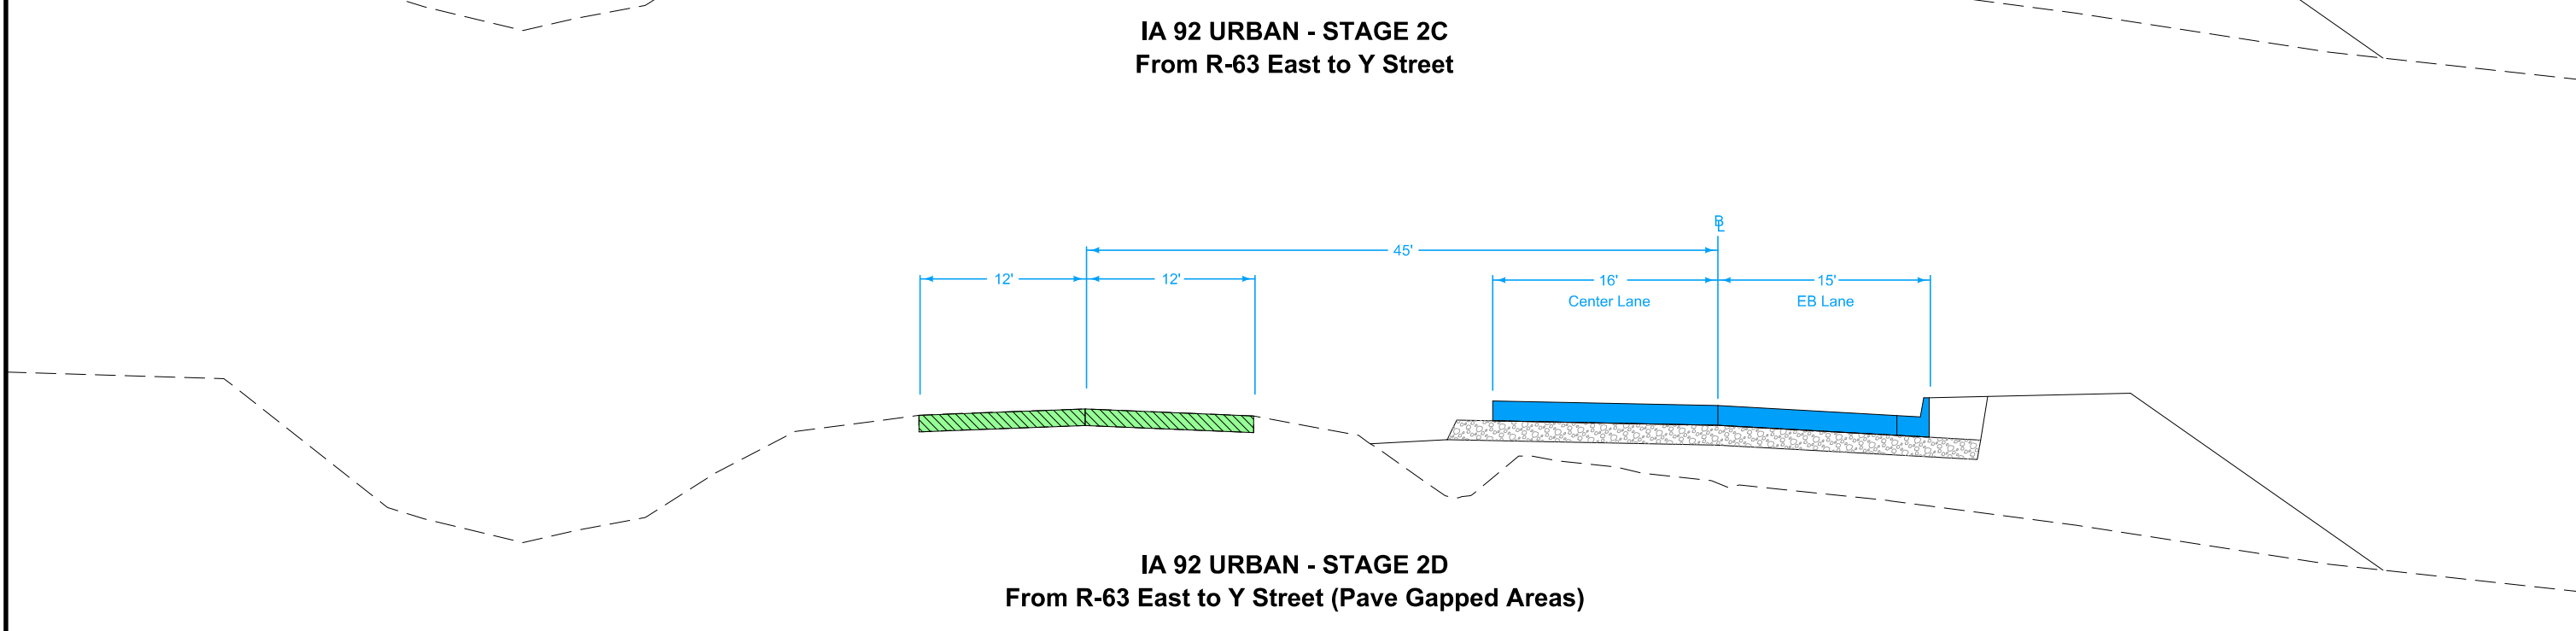 IA 92 URBAN - STAGE 2C
From R-63 East to Y Street
BL
45'
12'
12'
16'
15'
Center Lane
EB Lane
IA 92 URBAN - STAGE 2D
From R-63 East to Y Street (Pave Gapped Areas)